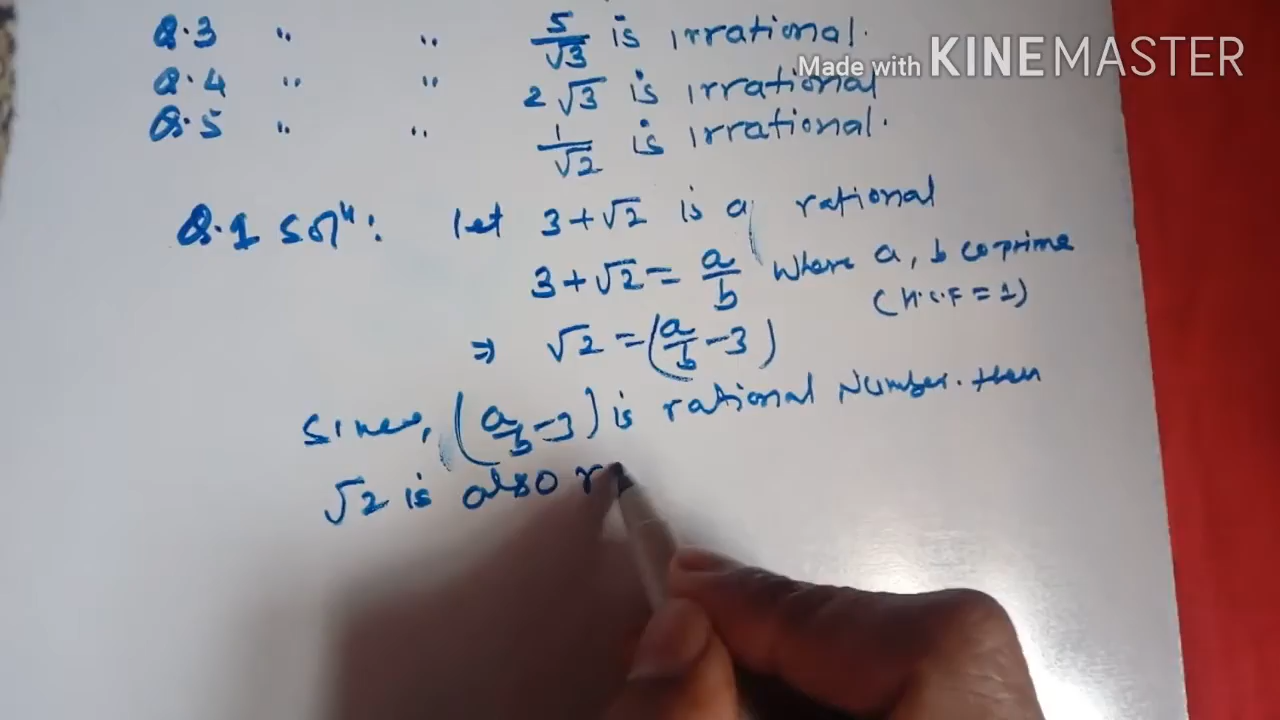 Q.3 " " 5/√3 is irrational.
Made with KINEMASTER
Q.4 " " 2√3 is irrational
Q.5 " " 1/√2 is irrational.
Q.1 Solⁿ: let 3+√2 is a rational
3+√2 = a/b where a, b coprime
(H.C.F = 1)
⇒ √2 = (a/b - 3)
Since, (a/b - 3) is rational Number. then
√2 is also r